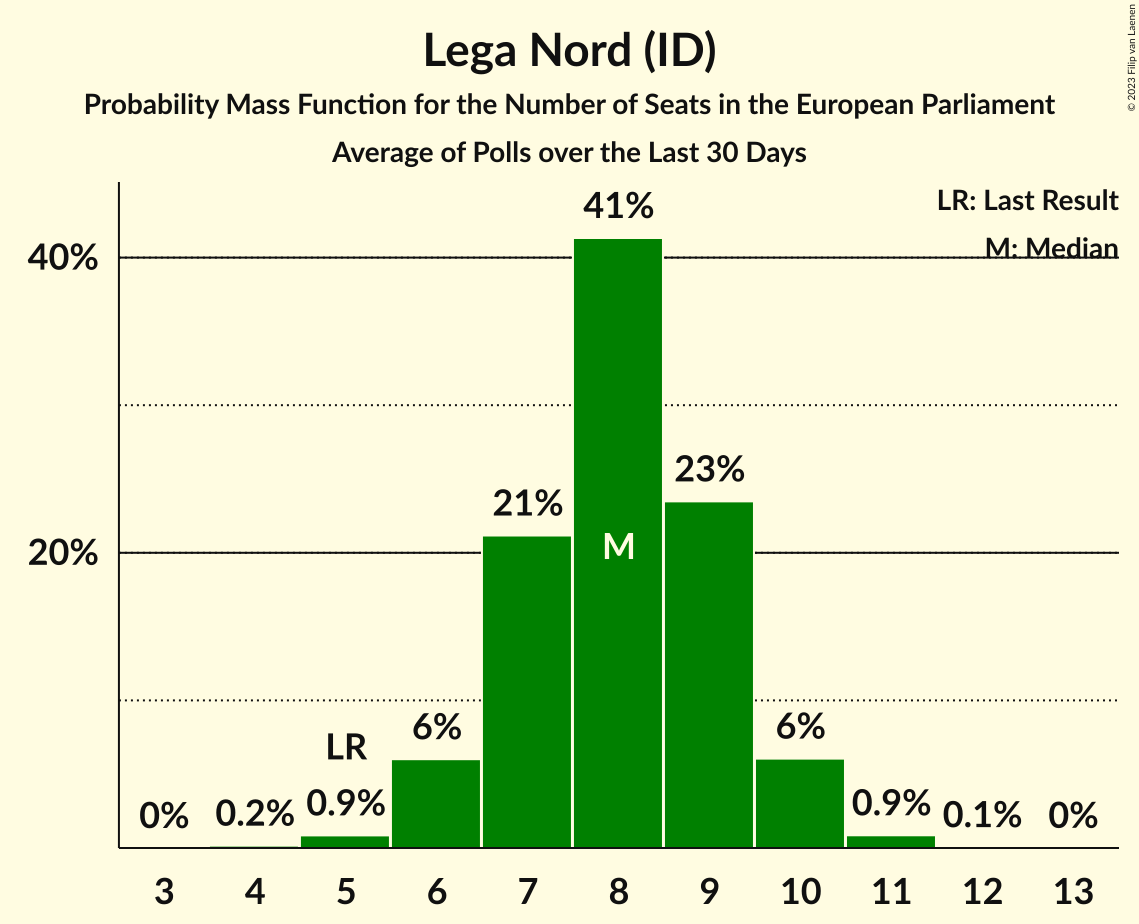 Lega Nord (ID)
Probability Mass Function for the Number of Seats in the European Parliament
Average of Polls over the Last 30 Days
© 2023 Filip van Laenen
LR: Last Result
M: Median
40%
20%
0%
0.2%
LR
0.9%
6%
21%
41%
M
23%
6%
0.9%
0.1%
0%
3 4 5 6 7 8 9 10 11 12 13